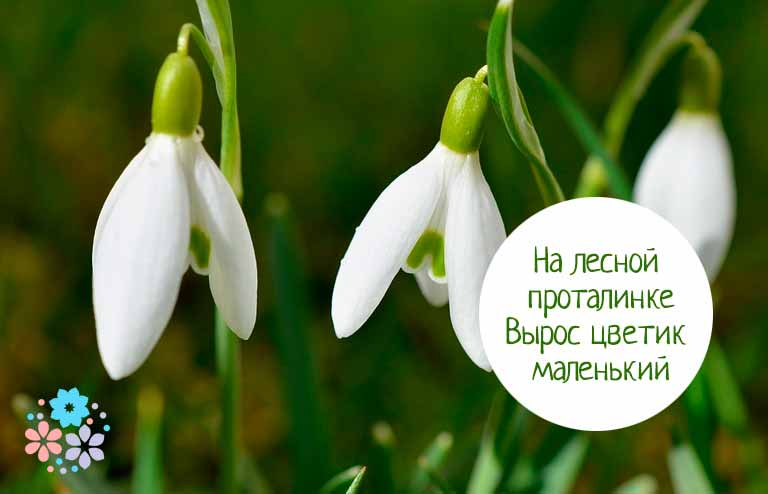 На лесной
проталинке
Вырос цветик
маленький